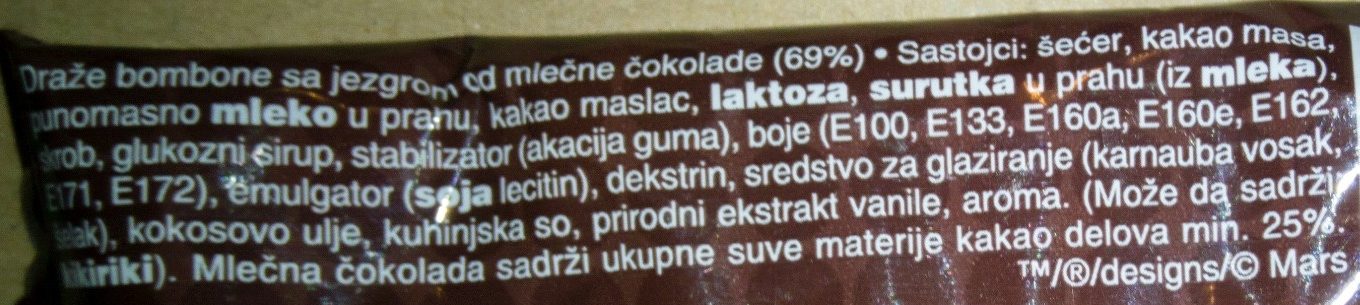 Draže bombone sa jezgrom od mlečne čokolade (69%) • Sastojci: šećer, kakao masa,
punomasno mleko u prahu, kakao maslac, laktoza, surutka u prahu (iz mleka),
skrob, glukozni sirup, stabilizator (akacija guma), boje (E100, E133, E160a, E160e, E162,
E171, E172), emulgator (soja lecitin), dekstrin, sredstvo za glaziranje (karnauba vosak,
šelak), kokosovo ulje, kuhinjska so, prirodni ekstrakt vanile, aroma. (Može da sadrži
kikiriki). Mlečna čokolada sadrži ukupne suve materije kakao delova min. 25%.
™/®/designs/© Mars